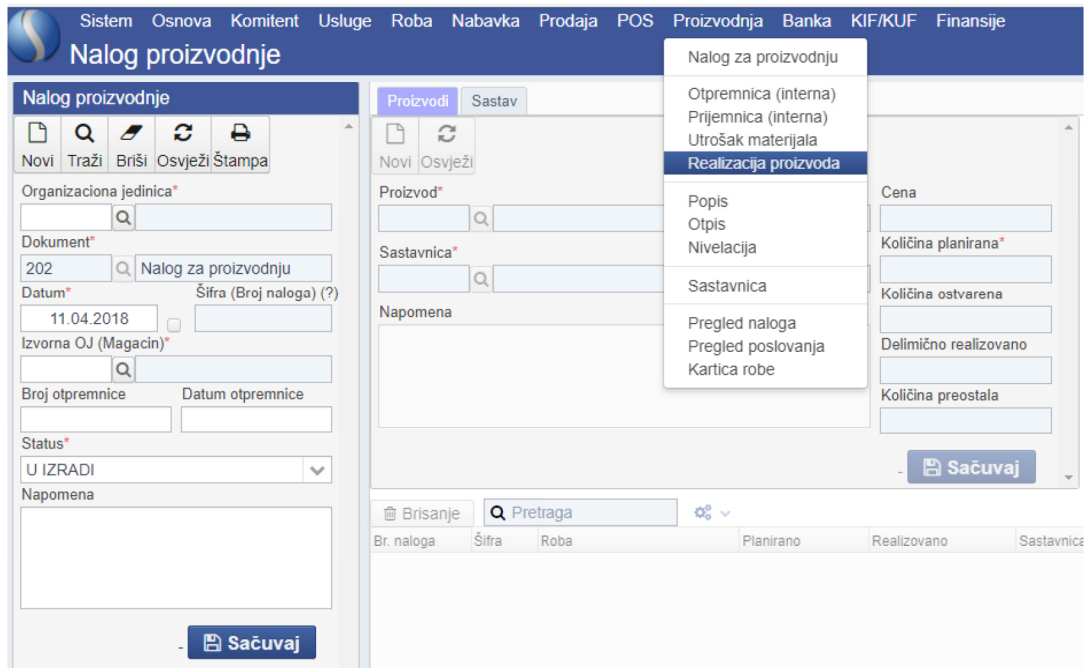 Sistem Osnova Komitent Usluge Roba Nabavka Prodaja POS Proizvodnja Banka KIF/KUF Finansije
Nalog proizvodnje
Nalog za proizvodnju
Otpremnica (interna)
Prijemnica (interna)
Utrošak materijala
Realizacija proizvoda
Popis
Otpis
Nivelacija
Sastavnica
Pregled naloga
Pregled poslovanja
Kartica robe
Nalog proizvodnje
Novi Traži Briši Osvježi Štampa
Organizaciona jedinica*
Dokument*
202 Nalog za proizvodnju
Datum* Šifra (Broj naloga) (?)
11.04.2018
Izvorna OJ (Magacin)*
Broj otpremnice Datum otpremnice
Status*
U IZRADI
Napomena
- Sačuvaj
Proizvodi Sastav
Novi Osvježi
Proizvod*
Sastavnica*
Napomena
Cena
Količina planirana*
Količina ostvarena
Delimično realizovano
Količina preostala
- Sačuvaj
Brisanje Pretraga
Br. naloga Šifra Roba Planirano Realizovano Sastavnica